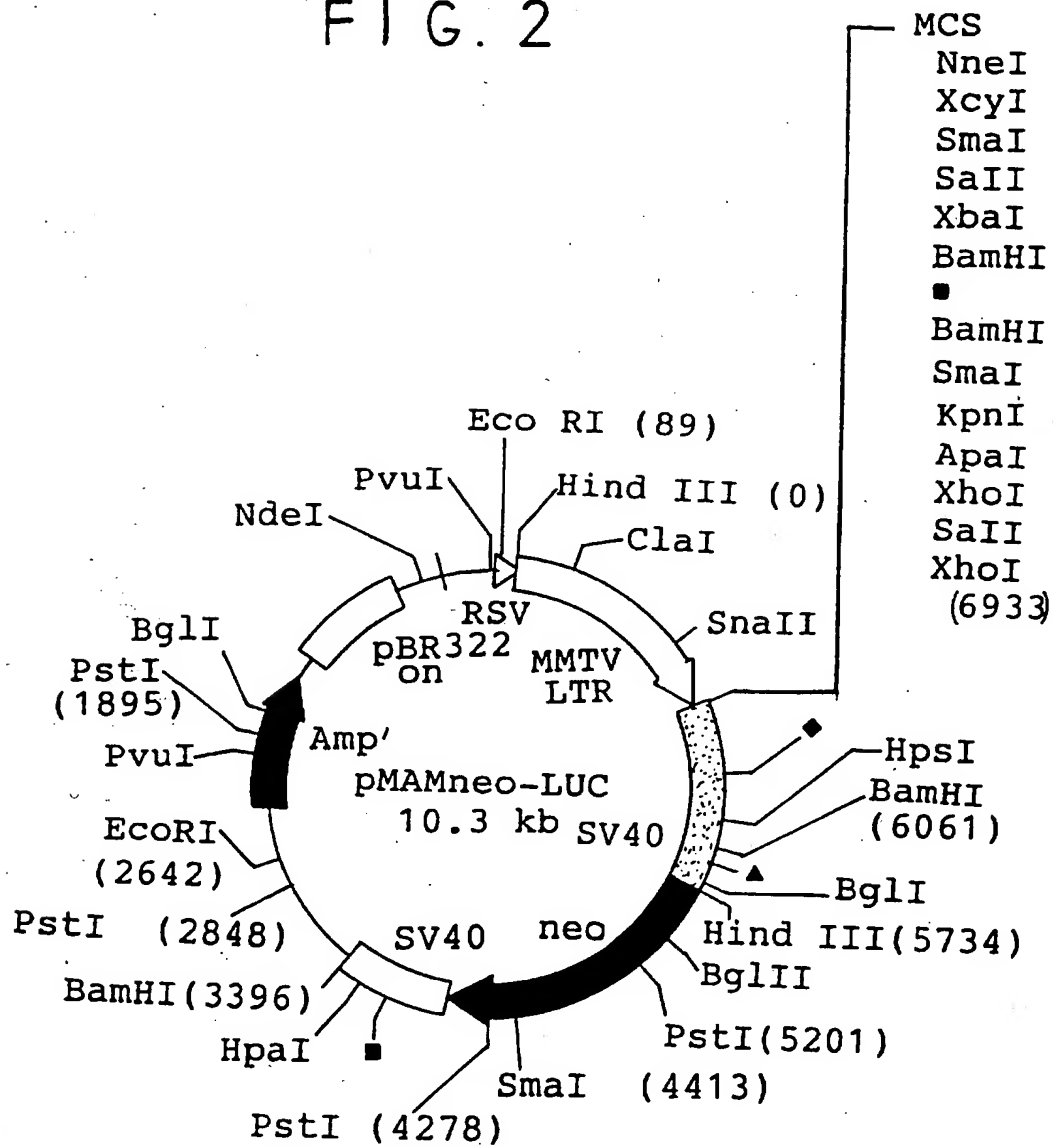 FIG. 2
MCS
NneI
XcyI
SmaI
SaII
XbaI
BamHI
■
BamHI
SmaI
KpnI
ApaI
XhoI
SaII
XhoI
(6933)
Eco RI (89)
PvuI
Hind III (0)
NdeI
ClaI
RSV
SnaII
BglI
pBR322
on
MMTV
LTR
PstI
(1895)
Amp'
PvuI
pMAMneo-LUC
10.3 kb
◆
HpsI
BamHI
(6061)
SV40
EcoRI
(2642)
▲
BglI
PstI (2848)
SV40
neo
Hind III(5734)
BglII
BamHI(3396)
HpaI
■
PstI(5201)
SmaI (4413)
PstI (4278)